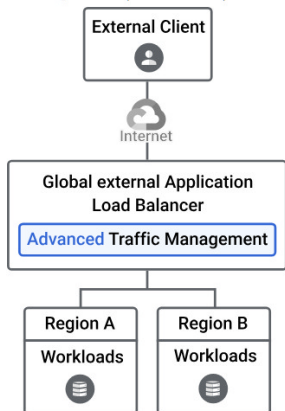 External Client
Internet
Global external Application
Load Balancer
Advanced Traffic Management
Region A
Region B
Workloads
Workloads